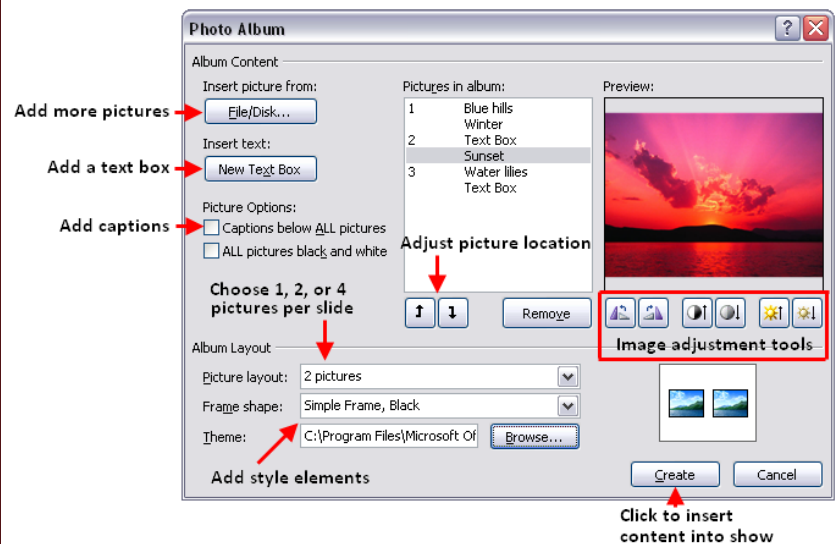 Photo Album
Album Content
Insert picture from:
Pictures in album:
Preview:
Add more pictures
File/Disk...
1 Blue hills
Winter
2 Text Box
Sunset
3 Water lilies
Text Box
Insert text:
Add a text box
New Text Box
Picture Options:
Add captions
Captions below ALL pictures
ALL pictures black and white
Adjust picture location
Choose 1, 2, or 4
pictures per slide
Remove
Image adjustment tools
Album Layout
Picture layout: 2 pictures
Frame shape: Simple Frame, Black
Theme: C:\Program Files\Microsoft Of Browse...
Add style elements
Create Cancel
Click to insert
content into show